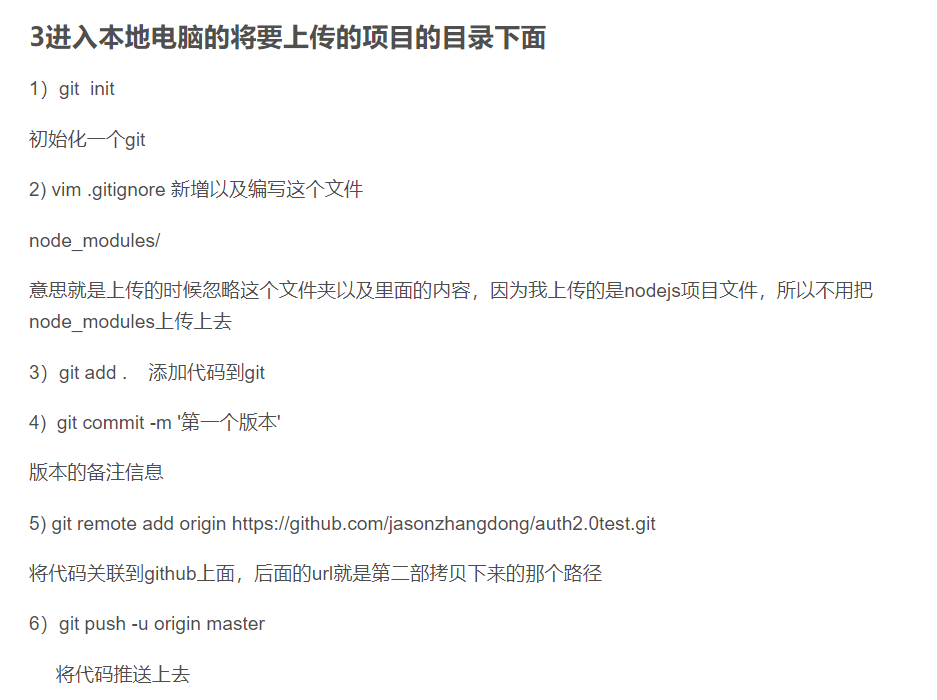 3进入本地电脑的将要上传的项目的目录下面
1）git  init
初始化一个git
2) vim .gitignore 新增以及编写这个文件
node_modules/
意思就是上传的时候忽略这个文件夹以及里面的内容，因为我上传的是nodejs项目文件，所以不用把
node_modules上传上去
3）git add .    添加代码到git
4）git commit -m '第一个版本'
版本的备注信息
5) git remote add origin https://github.com/jasonzhangdong/auth2.0test.git
将代码关联到github上面，后面的url就是第二部拷贝下来的那个路径
6）git push -u origin master
将代码推送上去